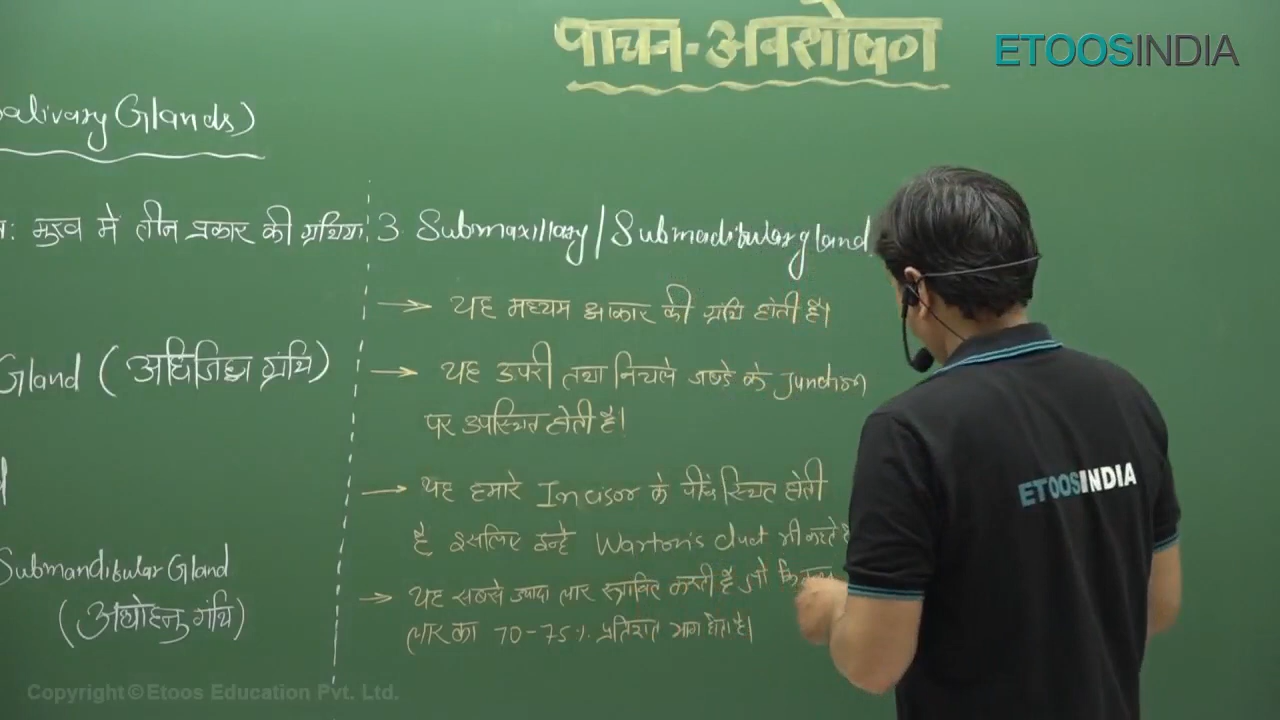 पाचन-अवशोषण
ETOOSINDIA
alivary Glands)
: मुख मे तीन प्रकार की ग्रंथिया
3. Submaxillary/Submadibular gland
→ यह मध्यम आकार की ग्रंथि होती है।
Gland (अधोजिह्व ग्रंथि)
→ यह उपरी तथा निचले जबडे के Junction
पर उपस्थित होती है।
→ यह हमारे Incisor के पीछे स्थित होती
है इसलिए इन्हे Warton's duct भी कहते
Submandibular Gland
(अधोहनु ग्रंथि)
→ यह सबसे ज्यादा लार स्त्रावित करती है जो कि
लार का 70-75% प्रतिशत भाग होता है।
ETOOSINDIA
Copyright © Etoos Education Pvt. Ltd.